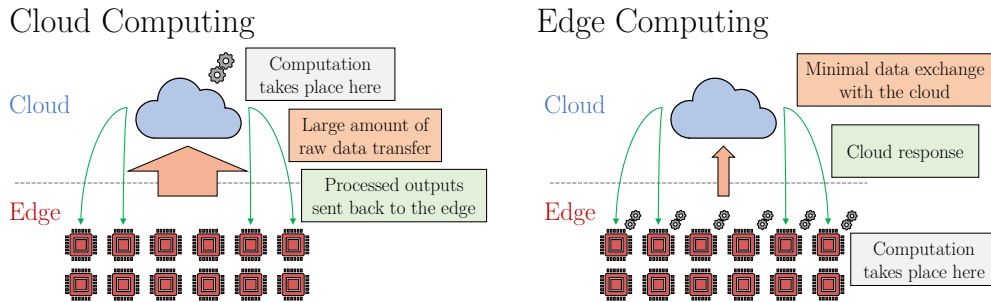 Cloud Computing
Computation
takes place here
Cloud
Large amount of
raw data transfer
Processed outputs
sent back to the edge
Edge
Edge Computing
Minimal data exchange
with the cloud
Cloud
Cloud response
Edge
Computation
takes place here